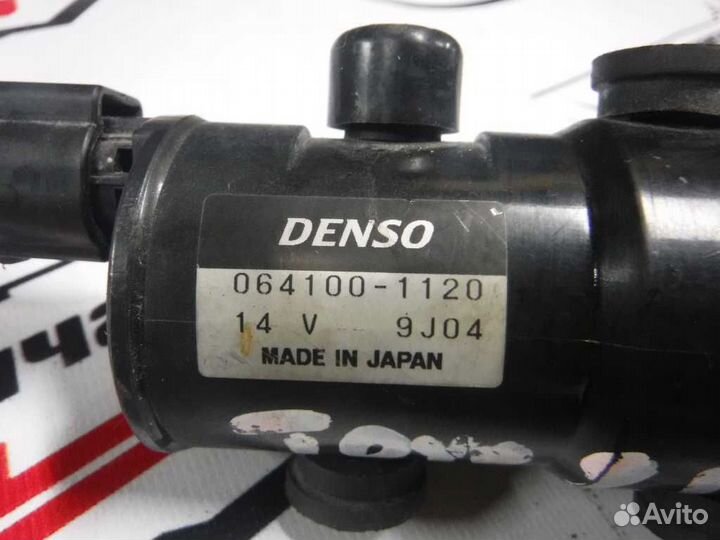 DENSO
064100-1120
14 V 9J04
MADE IN JAPAN
Avito